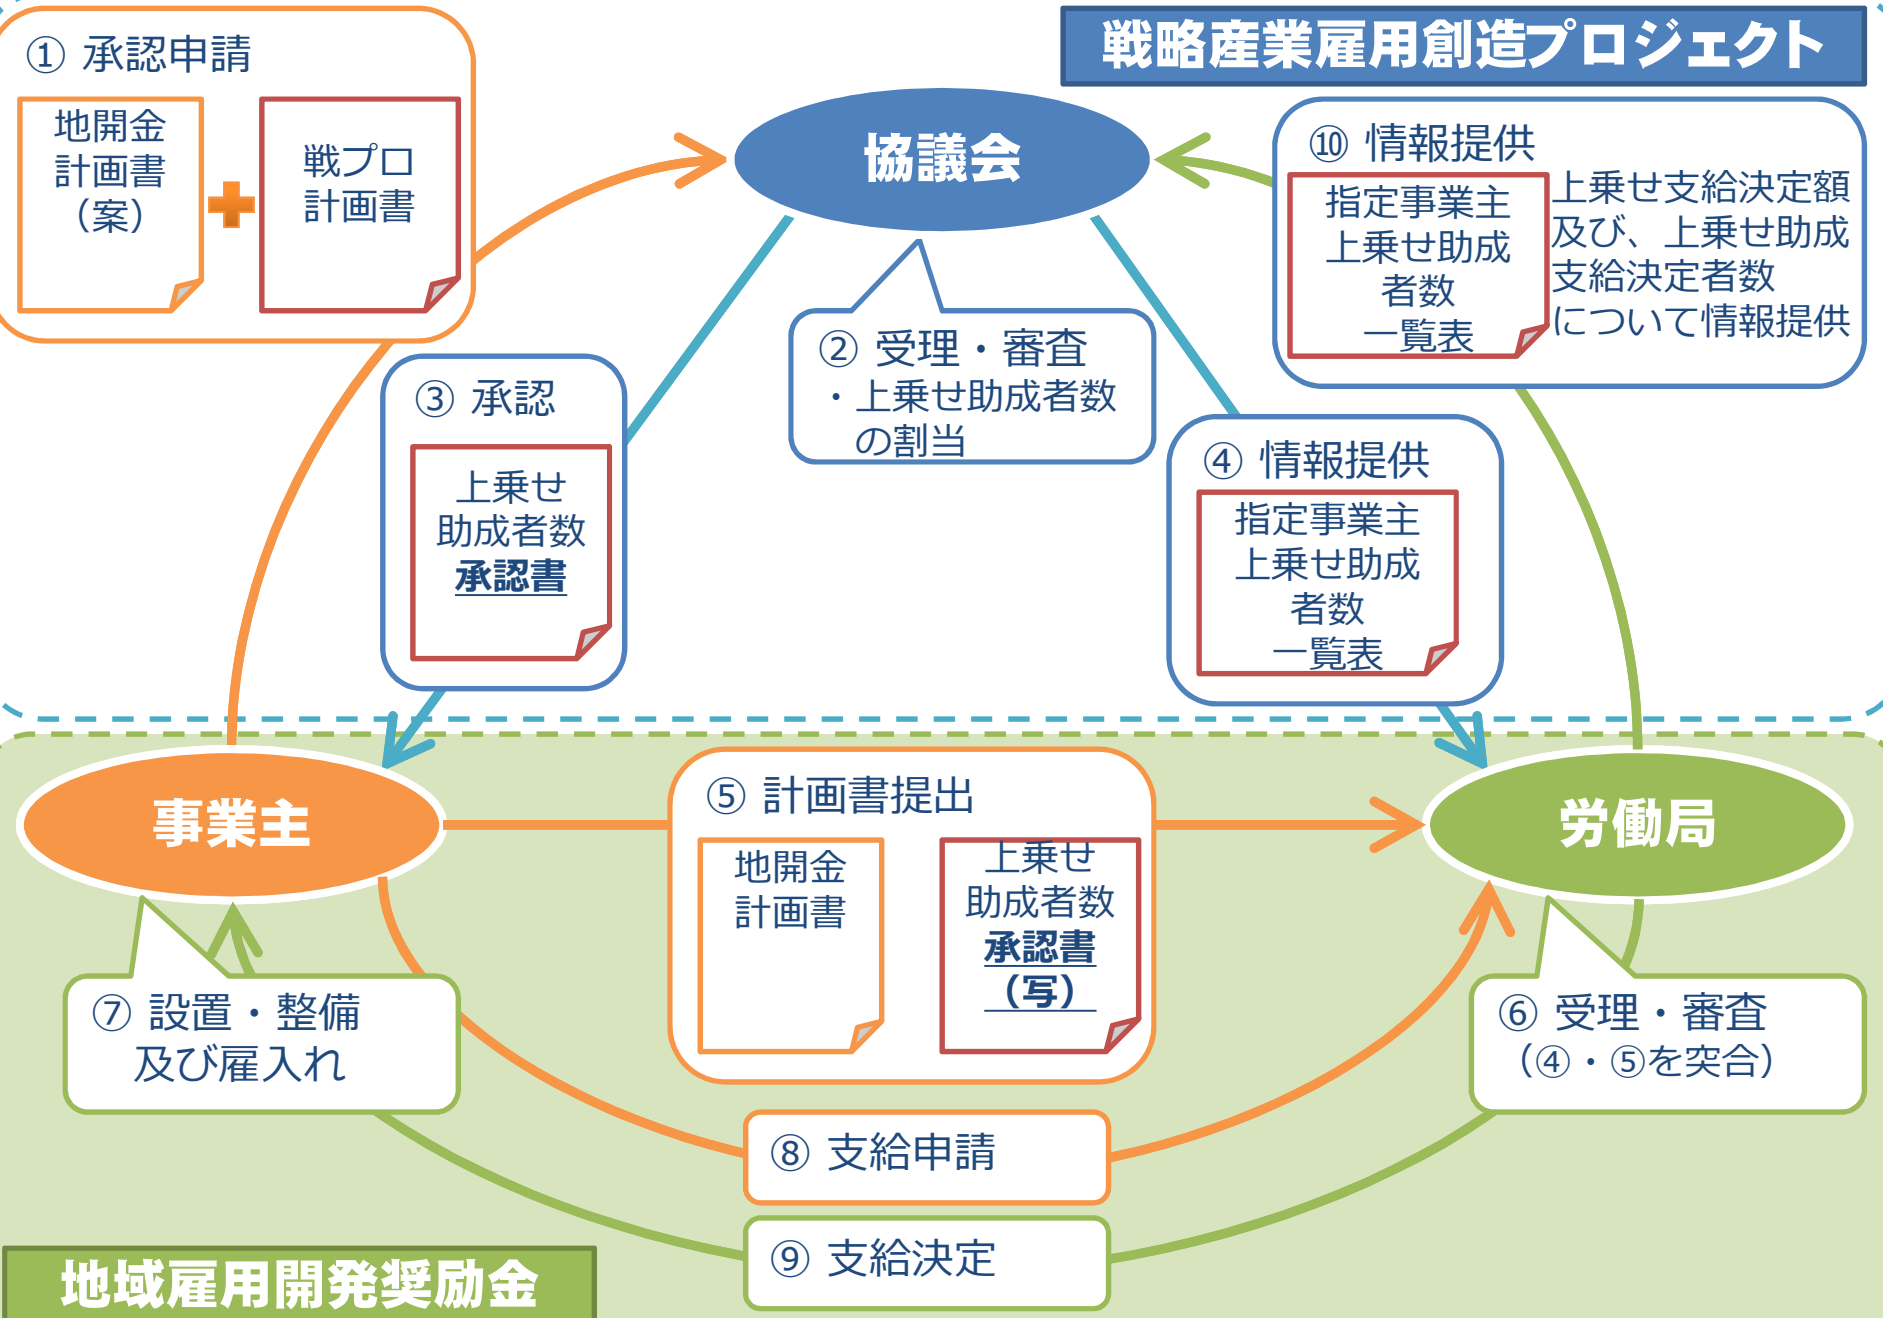 戦略産業雇用創造プロジェクト
① 承認申請
地開金
計画書
（案）
戦プロ
計画書
協議会
⑩ 情報提供
指定事業主
上乗せ助成
者数
一覧表
上乗せ支給決定額
及び、上乗せ助成
支給決定者数
について情報提供
② 受理・審査
・上乗せ助成者数
の割当
③ 承認
上乗せ
助成者数
承認書
④ 情報提供
指定事業主
上乗せ助成
者数
一覧表
事業主
⑤ 計画書提出
地開金
計画書
上乗せ
助成者数
承認書
（写）
労働局
⑦ 設置・整備
及び雇入れ
⑥ 受理・審査
（④・⑤を突合）
⑧ 支給申請
⑨ 支給決定
地域雇用開発奨励金